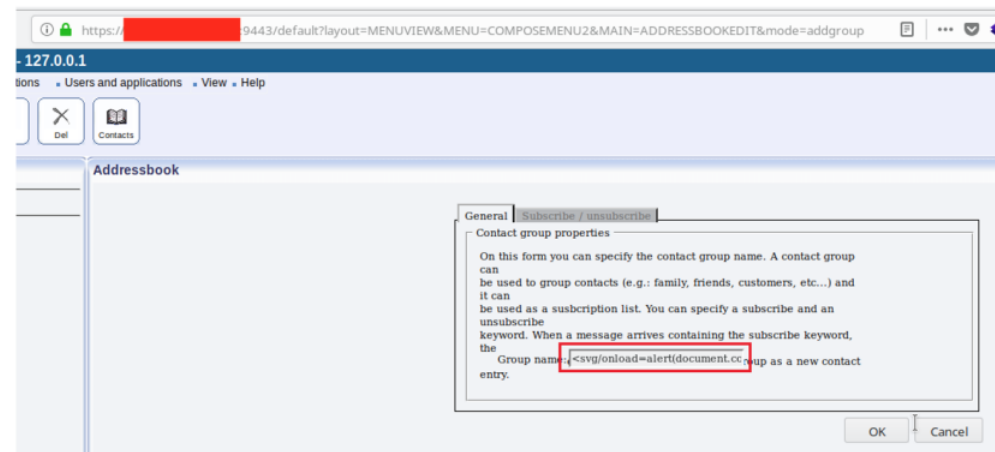 https:// :9443/default?layout=MENUVIEW&MENU=COMPOSEMENU2&MAIN=ADDRESSBOOKEDIT&mode=addgroup
- 127.0.0.1
tions Users and applications View Help
Del Contacts
Addressbook
General Subscribe / unsubscribe
Contact group properties
On this form you can specify the contact group name. A contact group
can
be used to group contacts (e.g.: family, friends, customers, etc...) and
it can
be used as a susbcription list. You can specify a subscribe and an
unsubscribe
keyword. When a message arrives containing the subscribe keyword,
the
Group name: <svg/onload=alert(document.cc roup as a new contact
entry.
OK Cancel